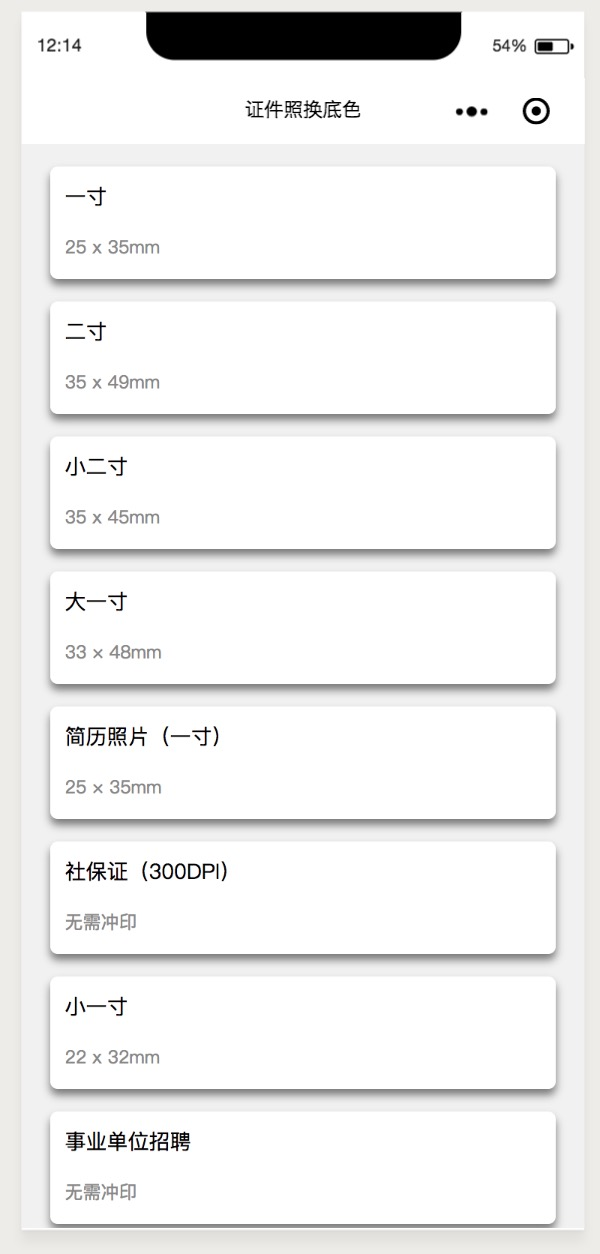 12:14
54%
证件照换底色
一寸
25 x 35mm
二寸
35 x 49mm
小二寸
35 x 45mm
大一寸
33 × 48mm
简历照片（一寸）
25 × 35mm
社保证（300DPI）
无需冲印
小一寸
22 x 32mm
事业单位招聘
无需冲印